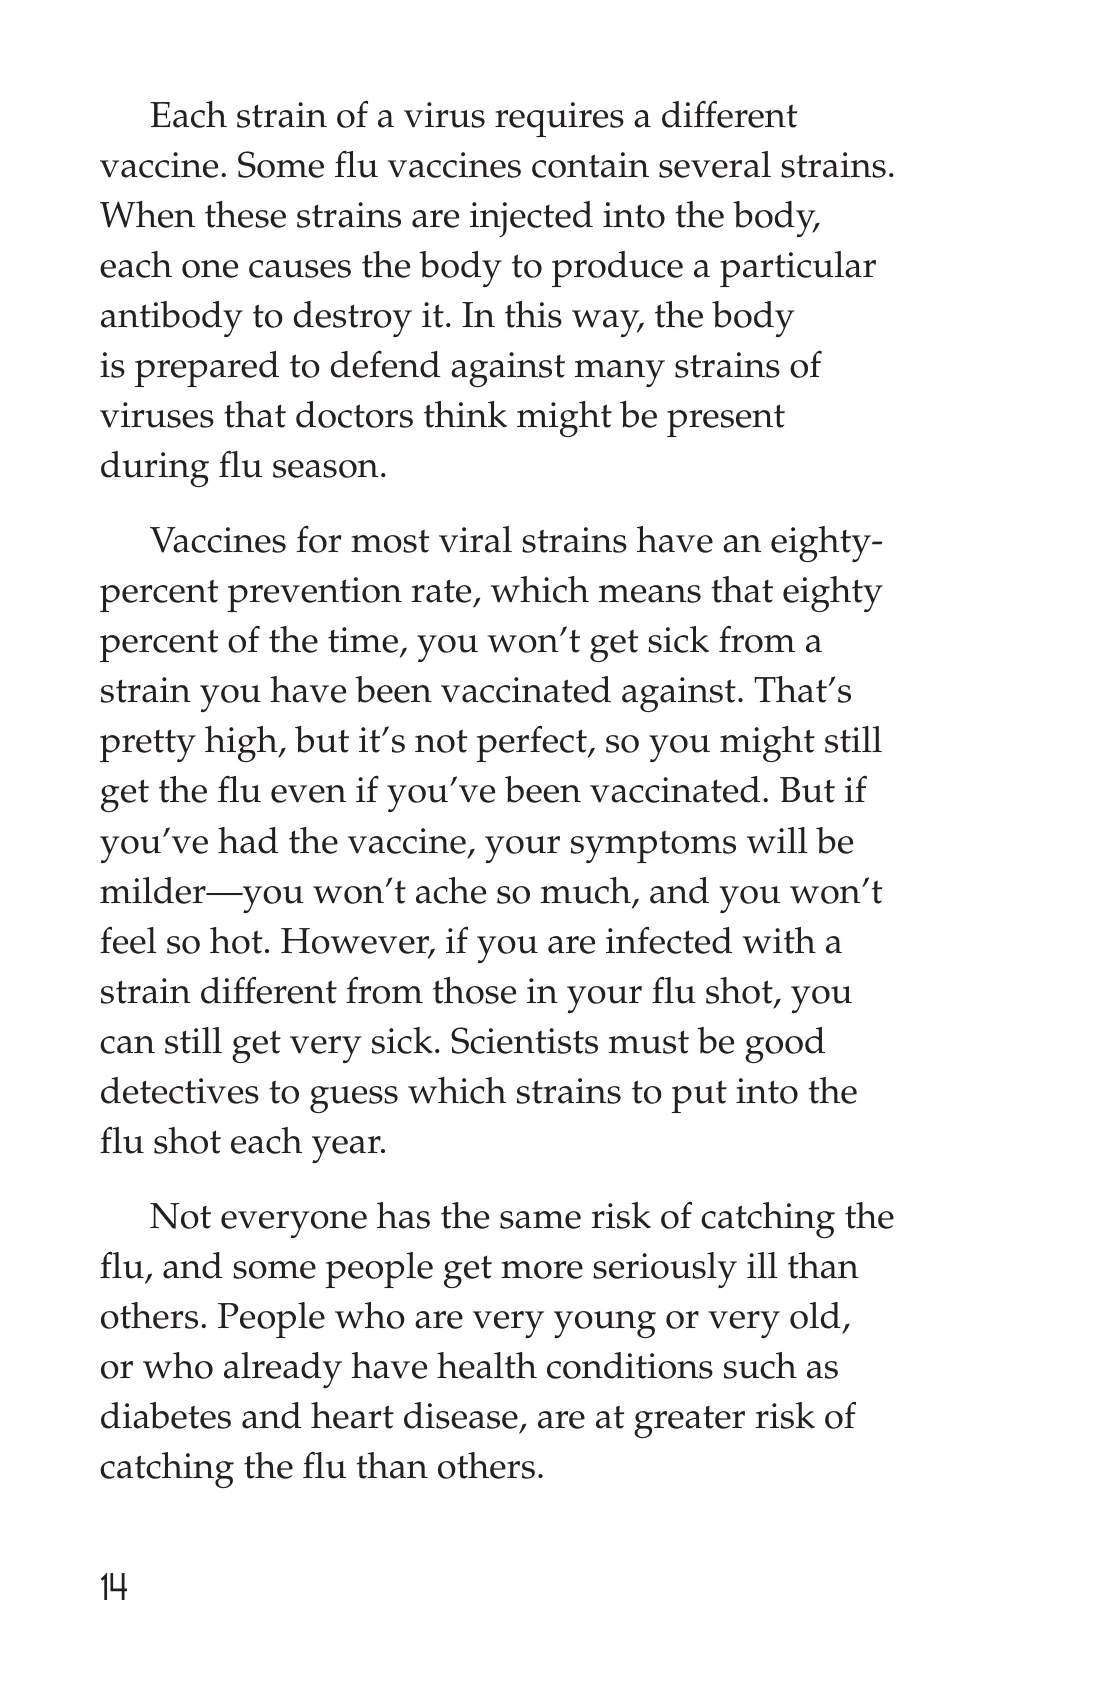 Each strain of a virus requires a different
vaccine. Some flu vaccines contain several strains.
When these strains are injected into the body,
each one causes the body to produce a particular
antibody to destroy it. In this way, the body
is prepared to defend against many strains of
viruses that doctors think might be present
during flu season.
Vaccines for most viral strains have an eighty-
percent prevention rate, which means that eighty
percent of the time, you won’t get sick from a
strain you have been vaccinated against. That’s
pretty high, but it’s not perfect, so you might still
get the flu even if you’ve been vaccinated. But if
you’ve had the vaccine, your symptoms will be
milder—you won’t ache so much, and you won’t
feel so hot. However, if you are infected with a
strain different from those in your flu shot, you
can still get very sick. Scientists must be good
detectives to guess which strains to put into the
flu shot each year.
Not everyone has the same risk of catching the
flu, and some people get more seriously ill than
others. People who are very young or very old,
or who already have health conditions such as
diabetes and heart disease, are at greater risk of
catching the flu than others.
14